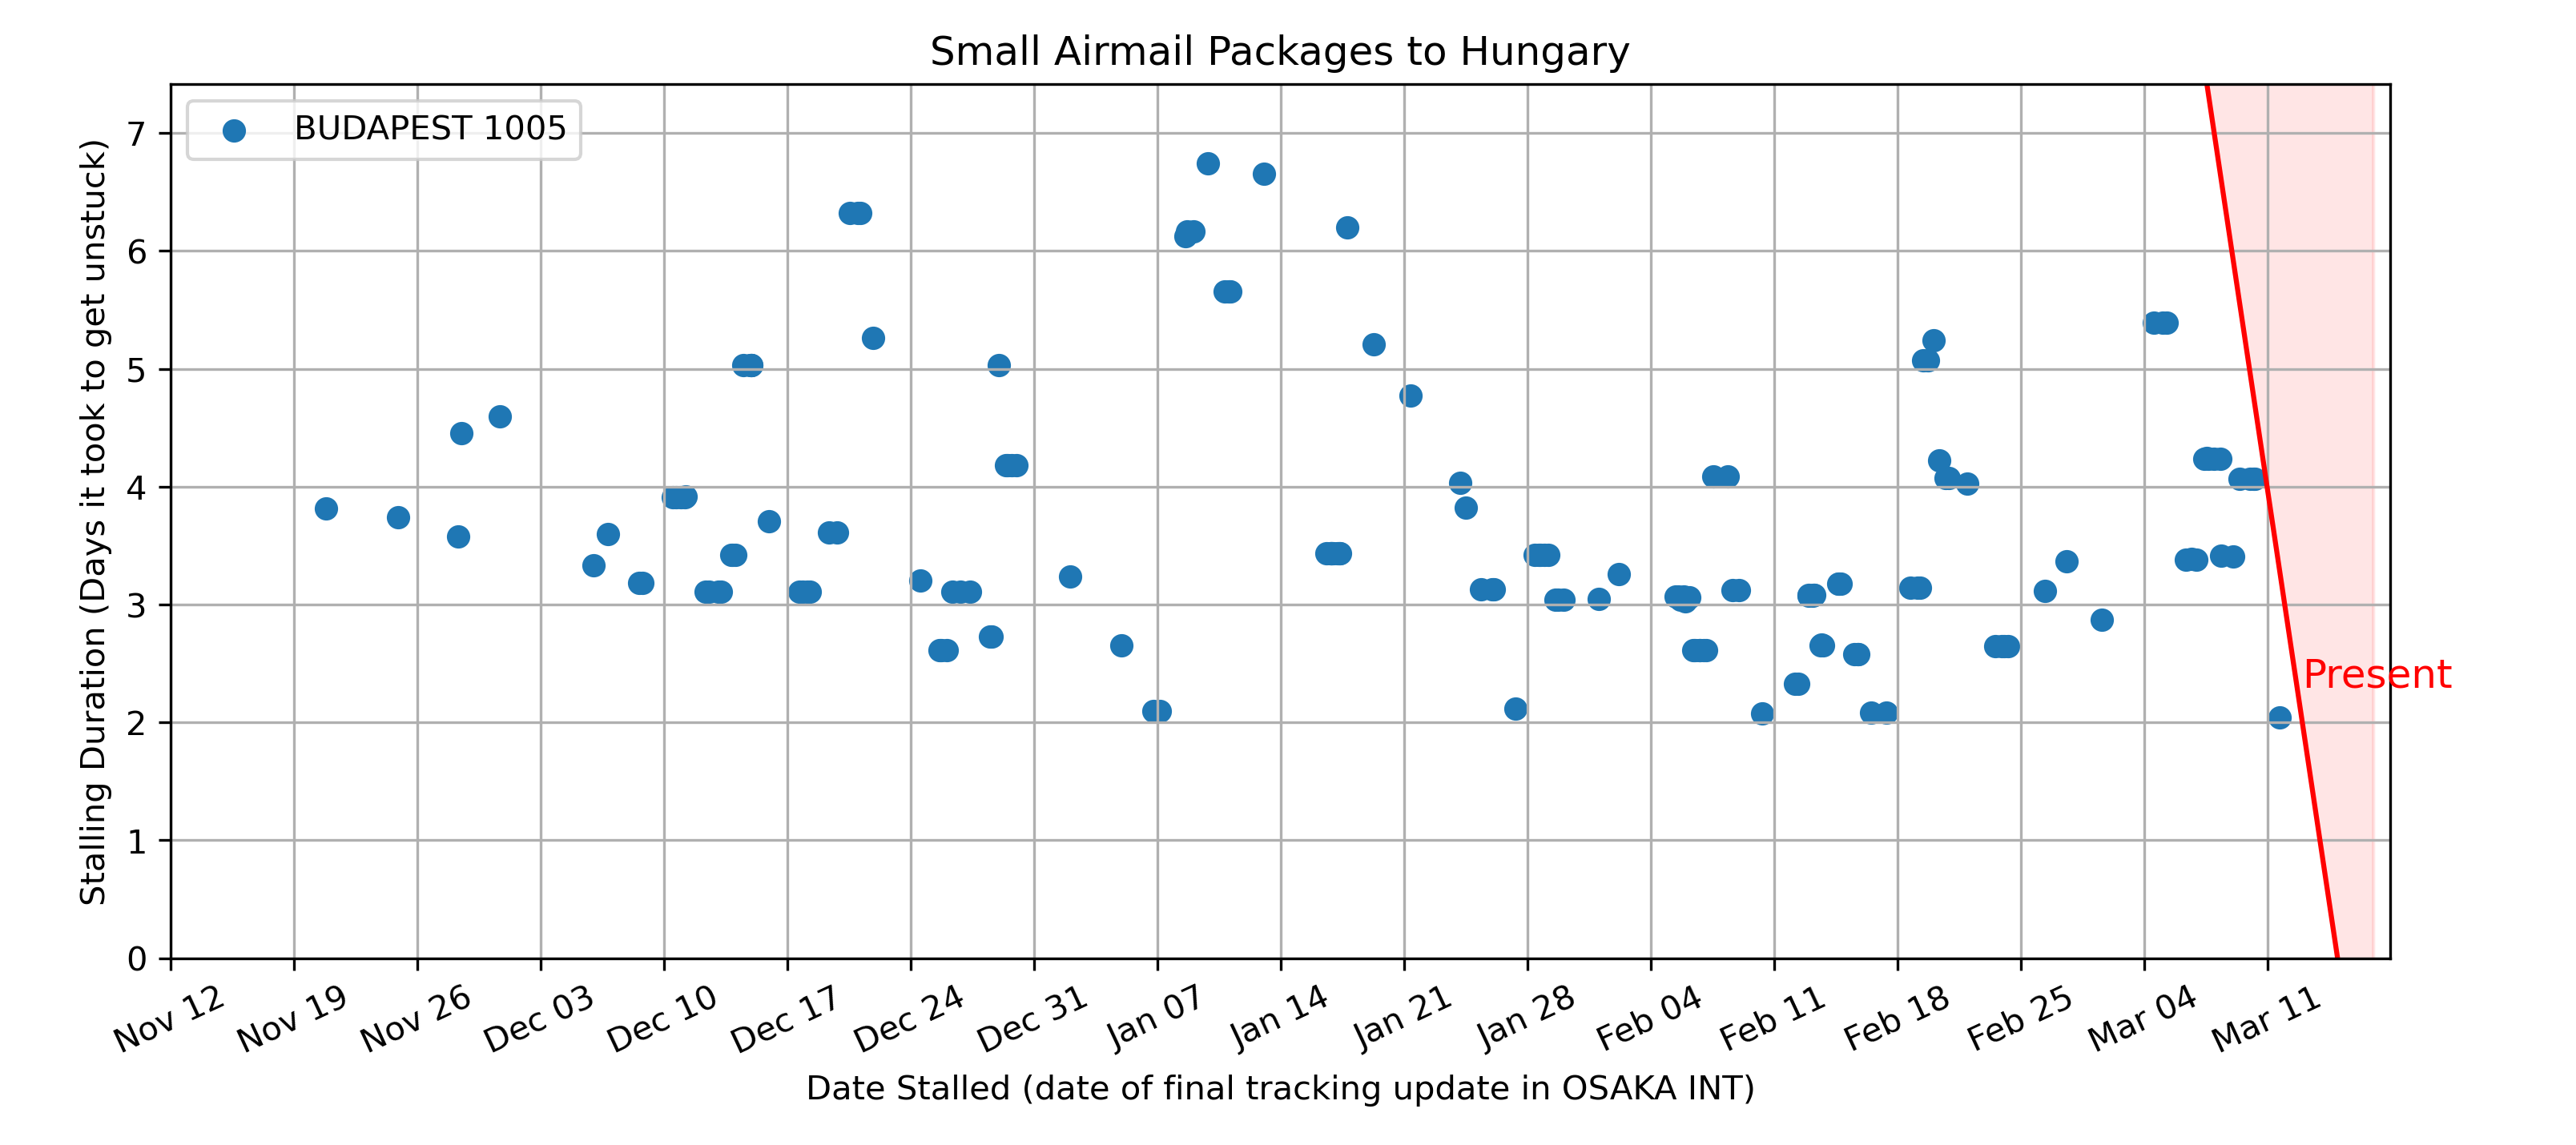 Small Airmail Packages to Hungary
BUDAPEST 1005
Stalling Duration (Days it took to get unstuck)
7
6
5
4
3
2
1
0
Present
Nov 12
Nov 19
Nov 26
Dec 03
Dec 10
Dec 17
Dec 24
Dec 31
Jan 07
Jan 14
Jan 21
Jan 28
Feb 04
Feb 11
Feb 18
Feb 25
Mar 04
Mar 11
Date Stalled (date of final tracking update in OSAKA INT)